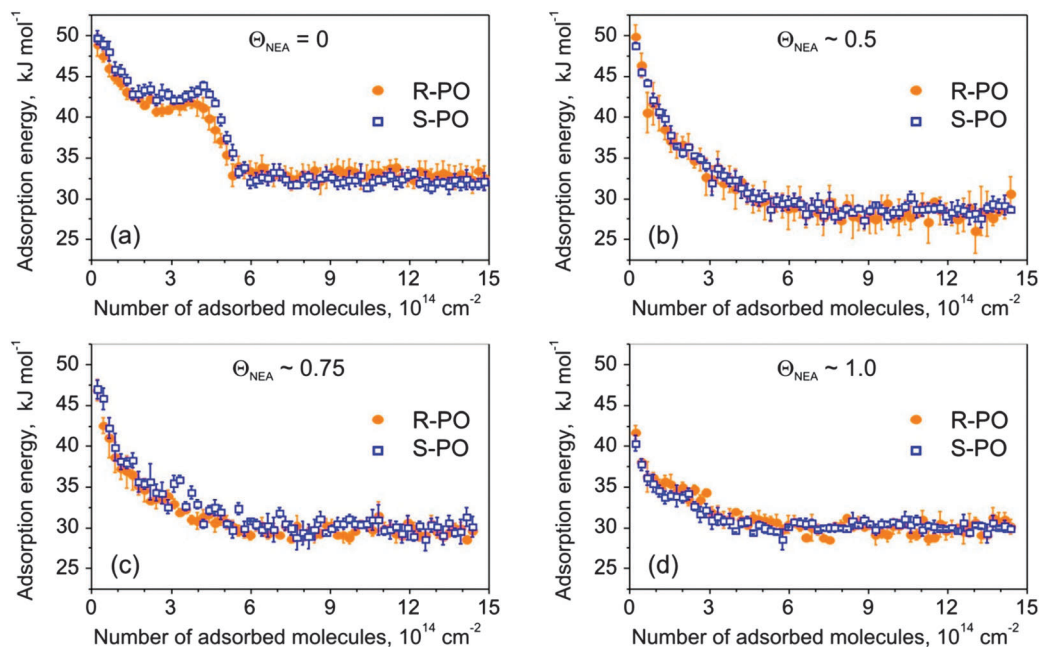 Adsorption energy, kJ mol⁻¹
50
45
40
35
30
25
Θ_NEA = 0
R-PO
S-PO
(a)
0 3 6 9 12 15
Number of adsorbed molecules, 10¹⁴ cm⁻²
Adsorption energy, kJ mol⁻¹
50
45
40
35
30
25
Θ_NEA ~ 0.5
R-PO
S-PO
(b)
0 3 6 9 12 15
Number of adsorbed molecules, 10¹⁴ cm⁻²
Adsorption energy, kJ mol⁻¹
50
45
40
35
30
25
Θ_NEA ~ 0.75
R-PO
S-PO
(c)
0 3 6 9 12 15
Number of adsorbed molecules, 10¹⁴ cm⁻²
Adsorption energy, kJ mol⁻¹
50
45
40
35
30
25
Θ_NEA ~ 1.0
R-PO
S-PO
(d)
0 3 6 9 12 15
Number of adsorbed molecules, 10¹⁴ cm⁻²